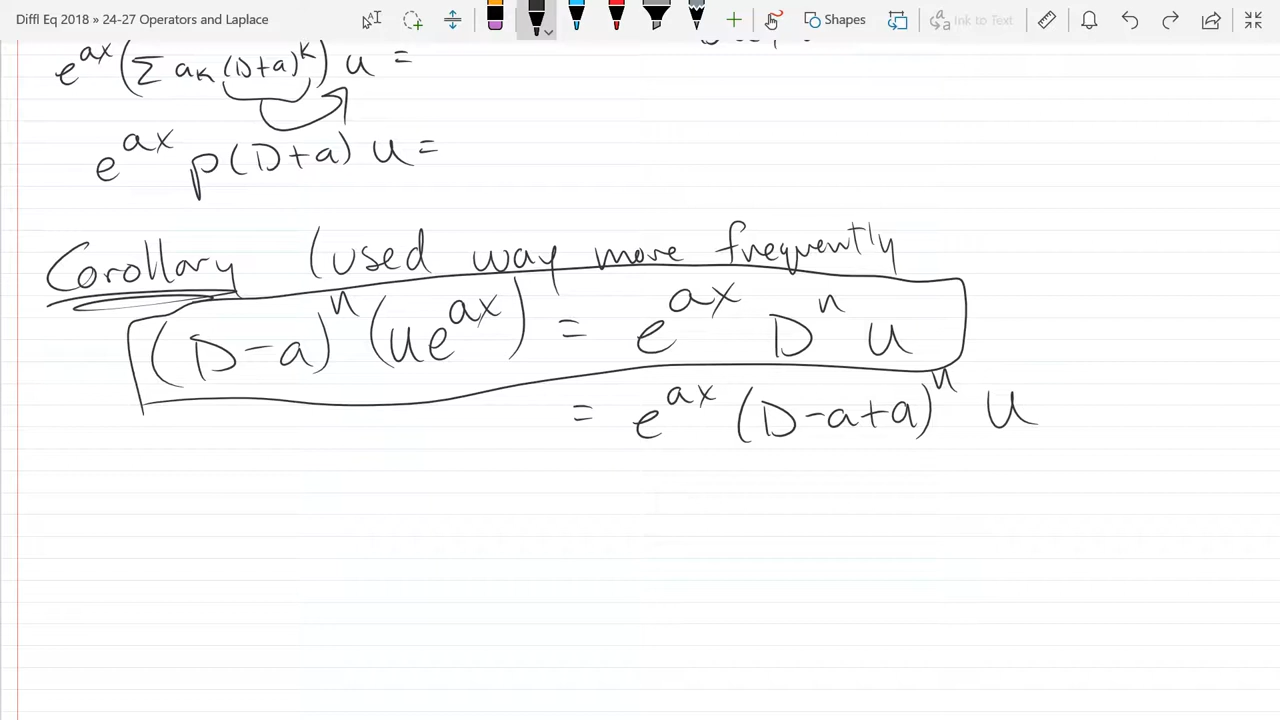 Diffl Eq 2018 » 24-27 Operators and Laplace
Shapes
Ink to Text
e^{ax} (Σ a_k (D+a)^k) u =
e^{ax} p(D+a) u =
Corollary (used way more frequently
(D-a)^n (ue^{ax}) = e^{ax} D^n u
= e^{ax} (D-a+a)^n u